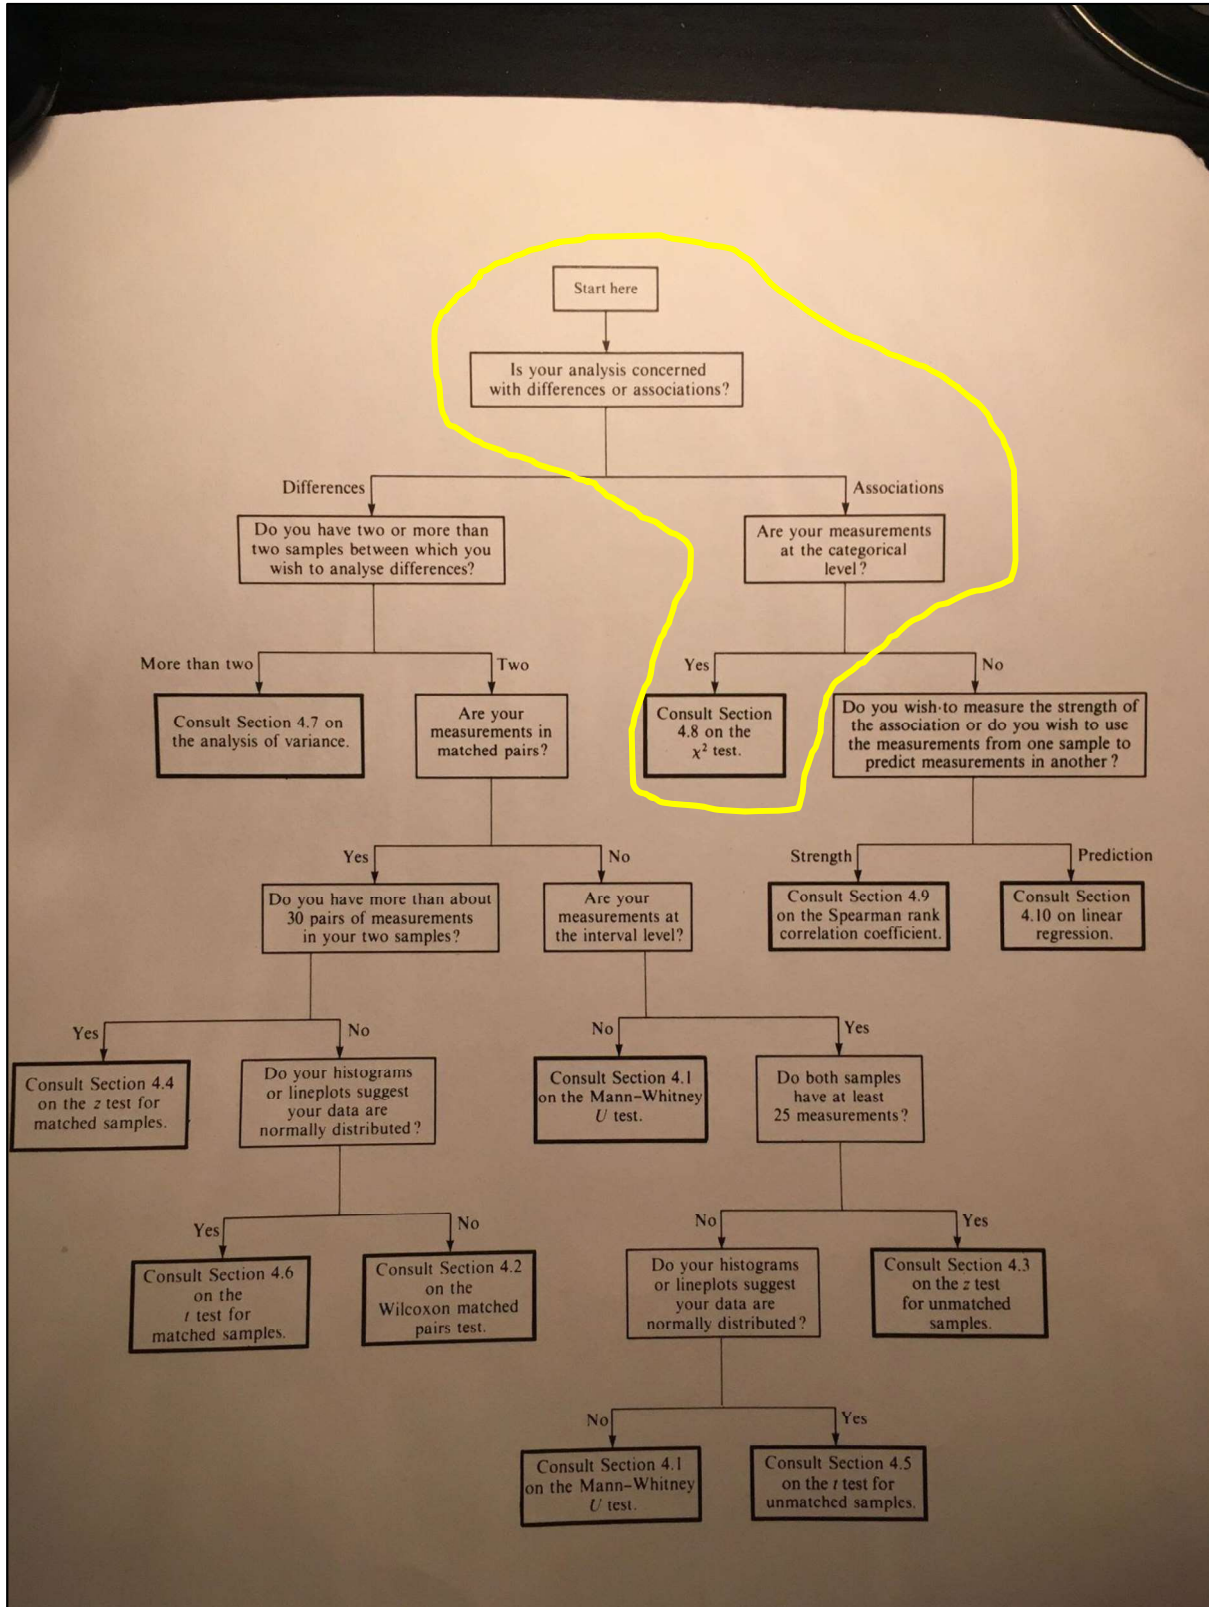 Start here
Is your analysis concerned
with differences or associations?
Differences
Associations
Do you have two or more than
two samples between which you
wish to analyse differences?
Are your measurements
at the categorical
level?
More than two
Two
Yes
No
Consult Section 4.7 on
the analysis of variance.
Are your
measurements in
matched pairs?
Consult Section
4.8 on the
χ² test.
Do you wish·to measure the strength of
the association or do you wish to use
the measurements from one sample to
predict measurements in another?
Yes
No
Strength
Prediction
Do you have more than about
30 pairs of measurements
in your two samples?
Are your
measurements at
the interval level?
Consult Section 4.9
on the Spearman rank
correlation coefficient.
Consult Section
4.10 on linear
regression.
Yes
No
No
Yes
Consult Section 4.4
on the z test for
matched samples.
Do your histograms
or lineplots suggest
your data are
normally distributed?
Consult Section 4.1
on the Mann–Whitney
U test.
Do both samples
have at least
25 measurements?
Yes
No
No
Yes
Consult Section 4.6
on the
t test for
matched samples.
Consult Section 4.2
on the
Wilcoxon matched
pairs test.
Do your histograms
or lineplots suggest
your data are
normally distributed?
Consult Section 4.3
on the z test
for unmatched
samples.
No
Yes
Consult Section 4.1
on the Mann–Whitney
U test.
Consult Section 4.5
on the t test for
unmatched samples.